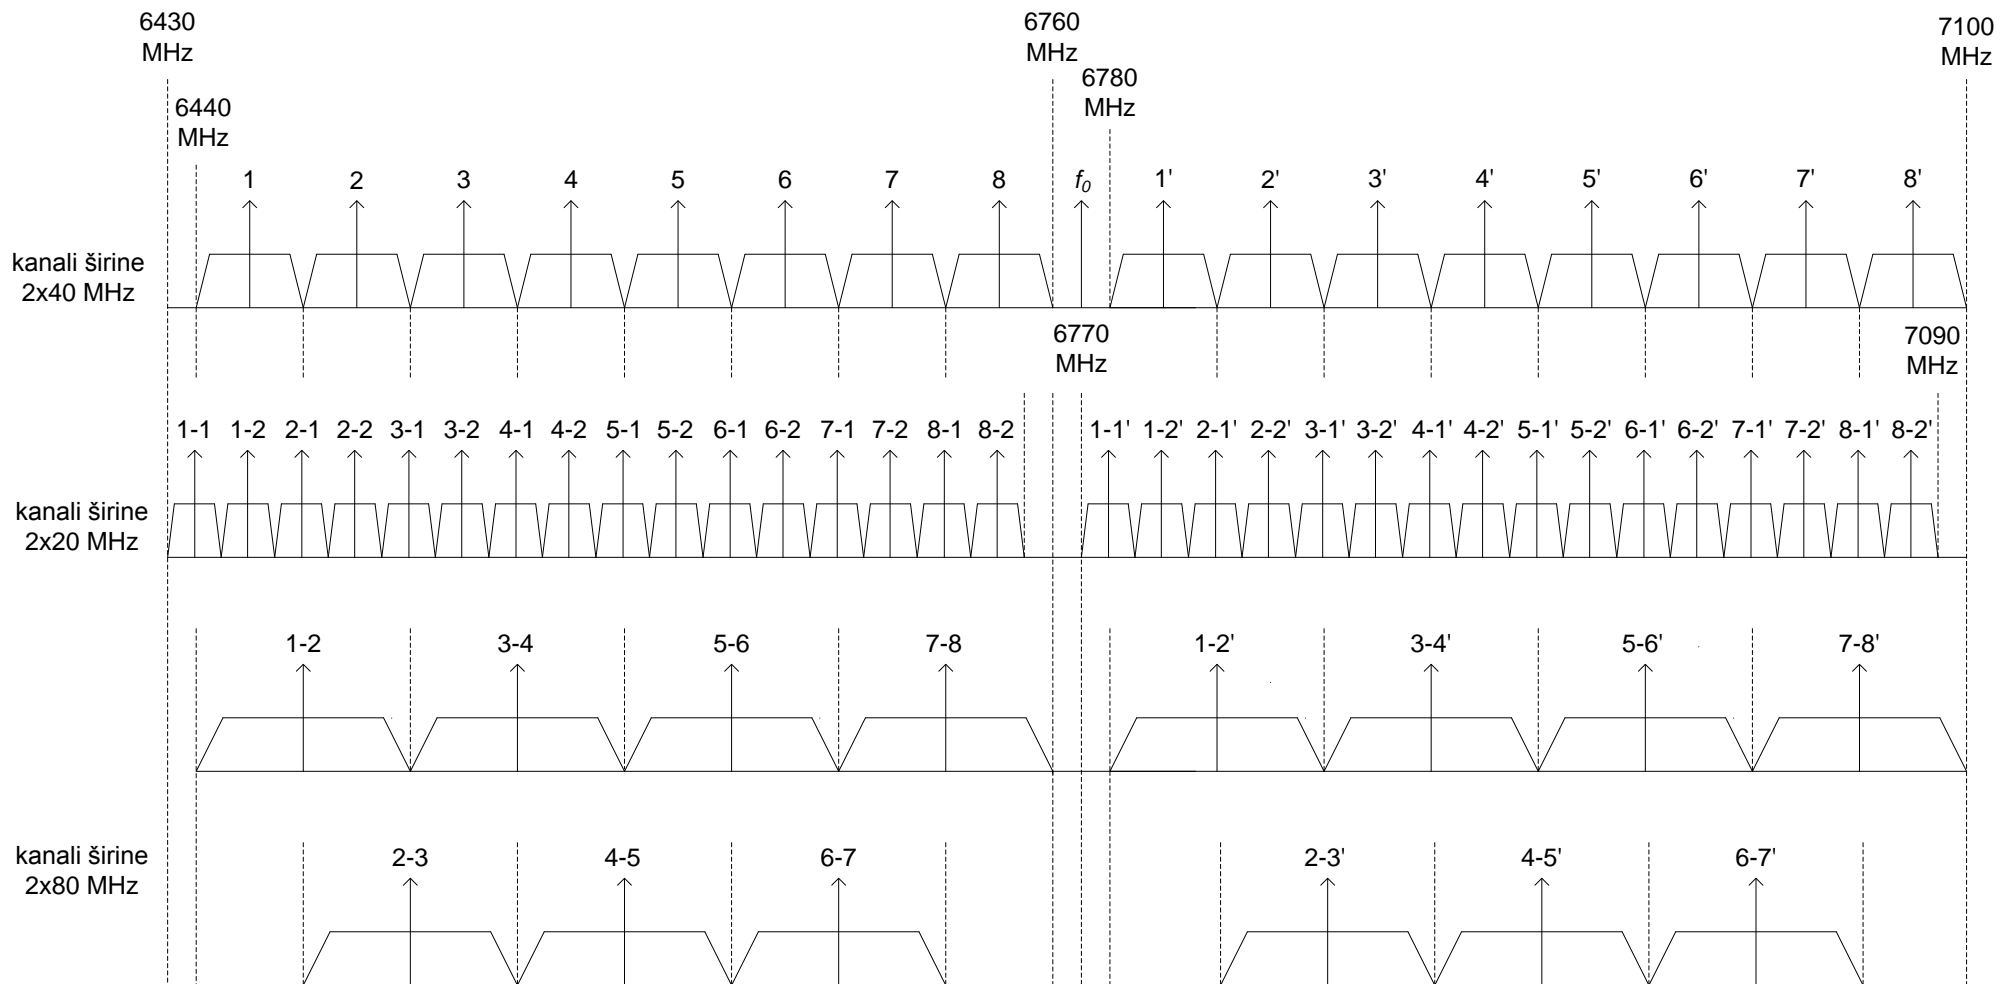 6430
MHz
6760
MHz
7100
MHz
6440
MHz
6780
MHz
1 2 3 4 5 6 7 8 f0 1' 2' 3' 4' 5' 6' 7' 8'
kanali širine
2x40 MHz
6770
MHz
7090
MHz
1-1 1-2 2-1 2-2 3-1 3-2 4-1 4-2 5-1 5-2 6-1 6-2 7-1 7-2 8-1 8-2 1-1' 1-2' 2-1' 2-2' 3-1' 3-2' 4-1' 4-2' 5-1' 5-2' 6-1' 6-2' 7-1' 7-2' 8-1' 8-2'
kanali širine
2x20 MHz
1-2 3-4 5-6 7-8 1-2' 3-4' 5-6' 7-8'
kanali širine
2x80 MHz
2-3 4-5 6-7 2-3' 4-5' 6-7'